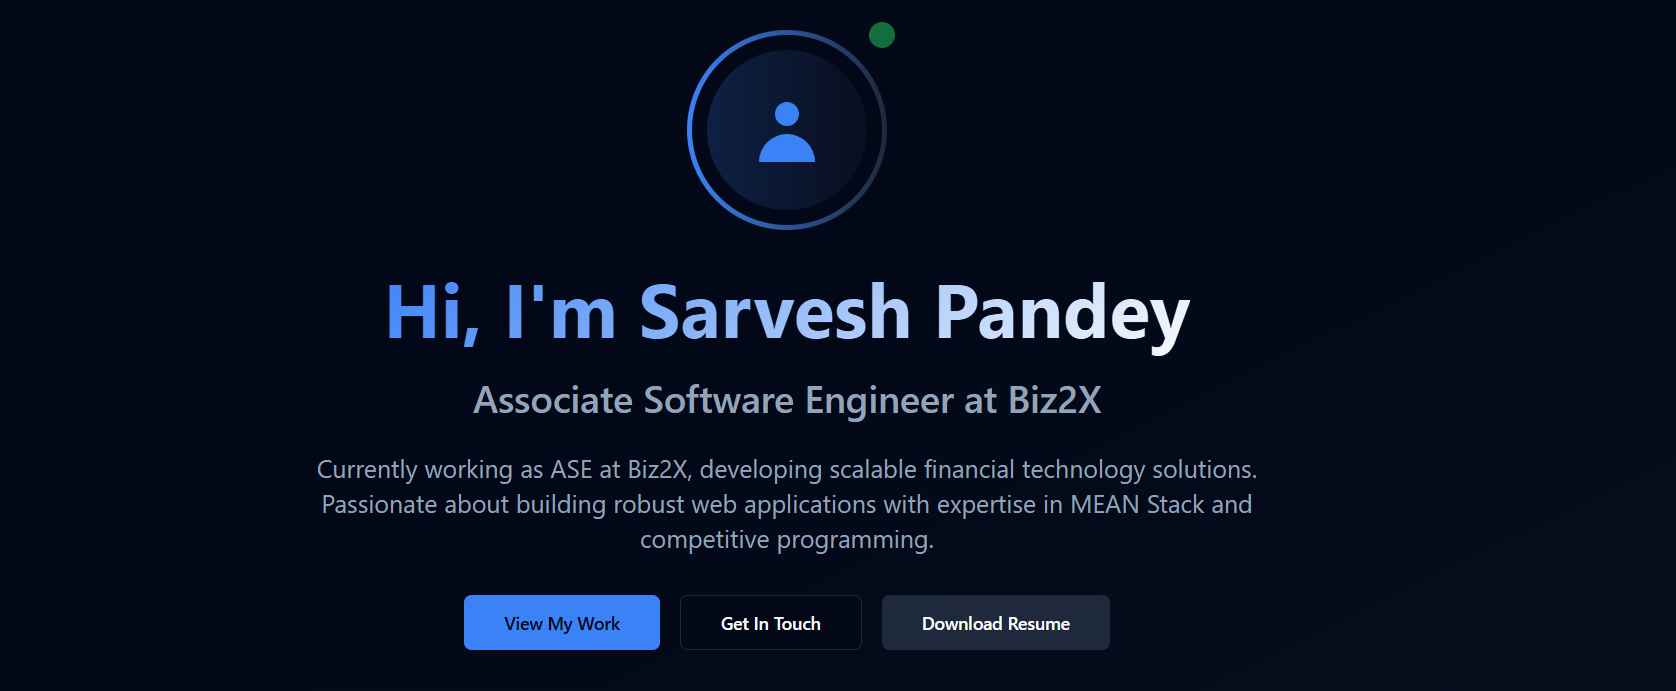 Hi, I'm Sarvesh Pandey
Associate Software Engineer at Biz2X
Currently working as ASE at Biz2X, developing scalable financial technology solutions.
Passionate about building robust web applications with expertise in MEAN Stack and
competitive programming.
View My Work
Get In Touch
Download Resume